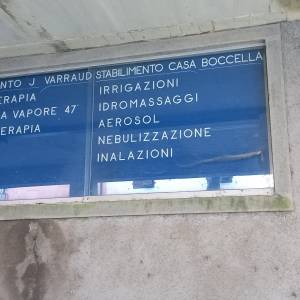 NTO J. VARRAUD
ERAPIA
A VAPORE 47°
ERAPIA
STABILIMENTO CASA BOCCELLA
IRRIGAZIONI
IDROMASSAGGI
AEROSOL
NEBULIZZAZIONE
INALAZIONI